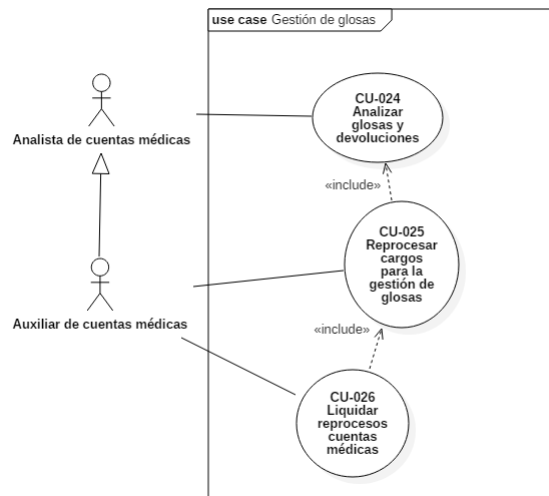 use case Gestión de glosas
CU-024
Analizar
glosas y
devoluciones
Analista de cuentas médicas
«include»
CU-025
Reprocesar
cargos
para la
gestión de
glosas
Auxiliar de cuentas médicas
«include»
CU-026
Liquidar
reprocesos
cuentas
médicas